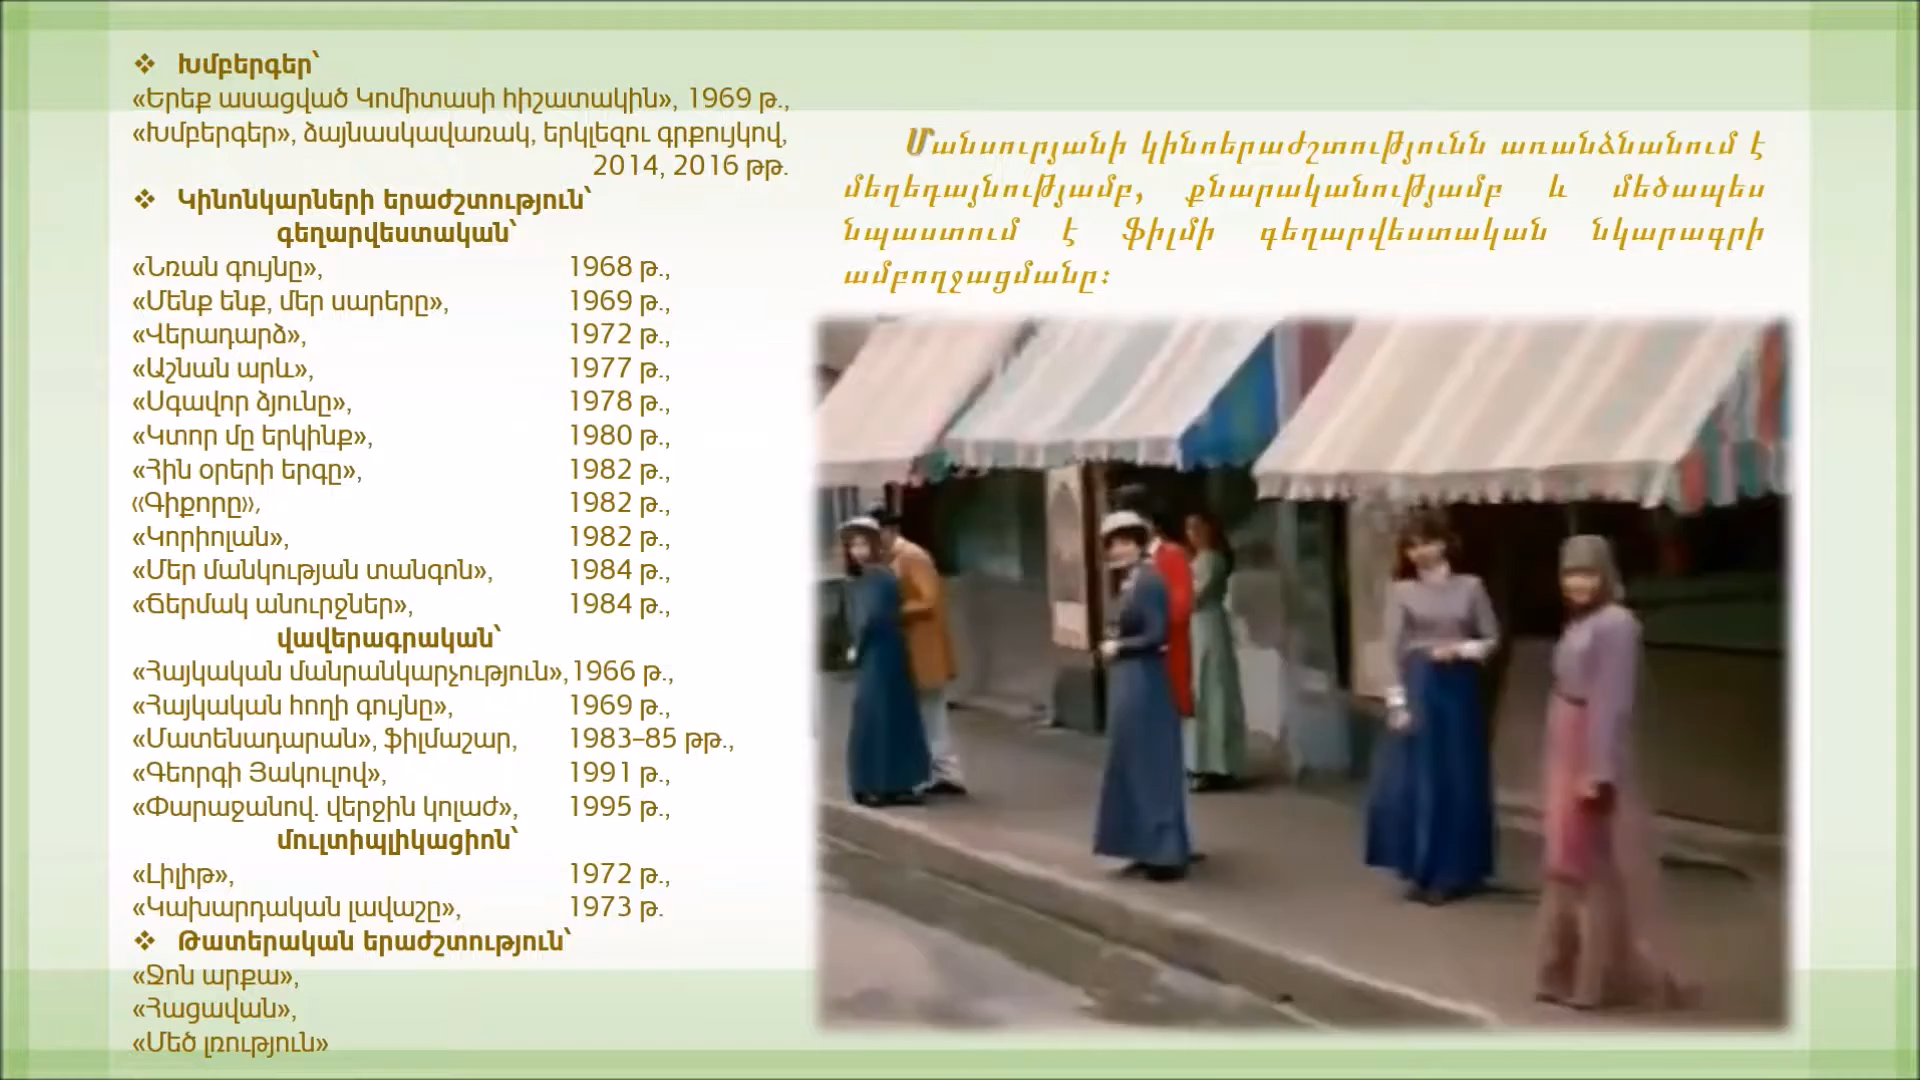 ❖ Խմբերգեր՝
«Երեք ասացված Կոմիտասի հիշատակին», 1969 թ.,
«Խմբերգեր», ձայնասկավառակ, երկլեզու գրքույկով,
2014, 2016 թթ.
❖ Կինոնկարների երաժշտություն՝
գեղարվեստական՝
«Նռան գույնը», 1968 թ.,
«Մենք ենք, մեր սարերը», 1969 թ.,
«Վերադարձ», 1972 թ.,
«Աշնան արև», 1977 թ.,
«Սգավոր ձյունը», 1978 թ.,
«Կտոր մը երկինք», 1980 թ.,
«Հին օրերի երգը», 1982 թ.,
«Գիքորը», 1982 թ.,
«Կորիոլան», 1982 թ.,
«Մեր մանկության տանգոն», 1984 թ.,
«Ճերմակ անուրջներ», 1984 թ.,
վավերագրական՝
«Հայկական մանրանկարչություն», 1966 թ.,
«Հայկական հողի գույնը», 1969 թ.,
«Մատենադարան», ֆիլմաշար, 1983–85 թթ.,
«Գեորգի Յակուլով», 1991 թ.,
«Փարաջանով. վերջին կոլաժ», 1995 թ.,
մուլտիպլիկացիոն՝
«Լիլիթ», 1972 թ.,
«Կախարդական լավաշը», 1973 թ.
❖ Թատերական երաժշտություն՝
«Ջոն արքա»,
«Հացավան»,
«Մեծ լռություն»
Մանսուրյանի կինոերաժշտությունն առանձնանում է
մեղեդայնությամբ, քնարականությամբ և մեծապես
նպաստում է ֆիլմի գեղարվեստական նկարագրի
ամբողջացմանը: